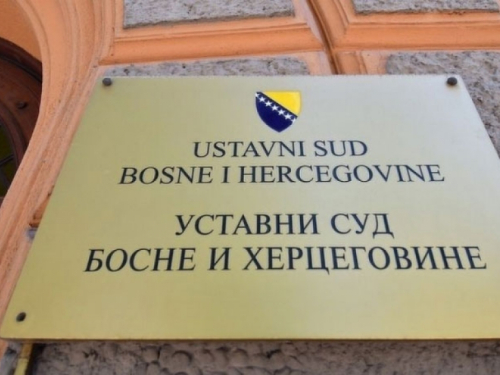 USTAVNI SUD
BOSNE I HERCEGOVINE
УСТАВНИ СУД
БОСНЕ И ХЕРЦЕГОВИНЕ